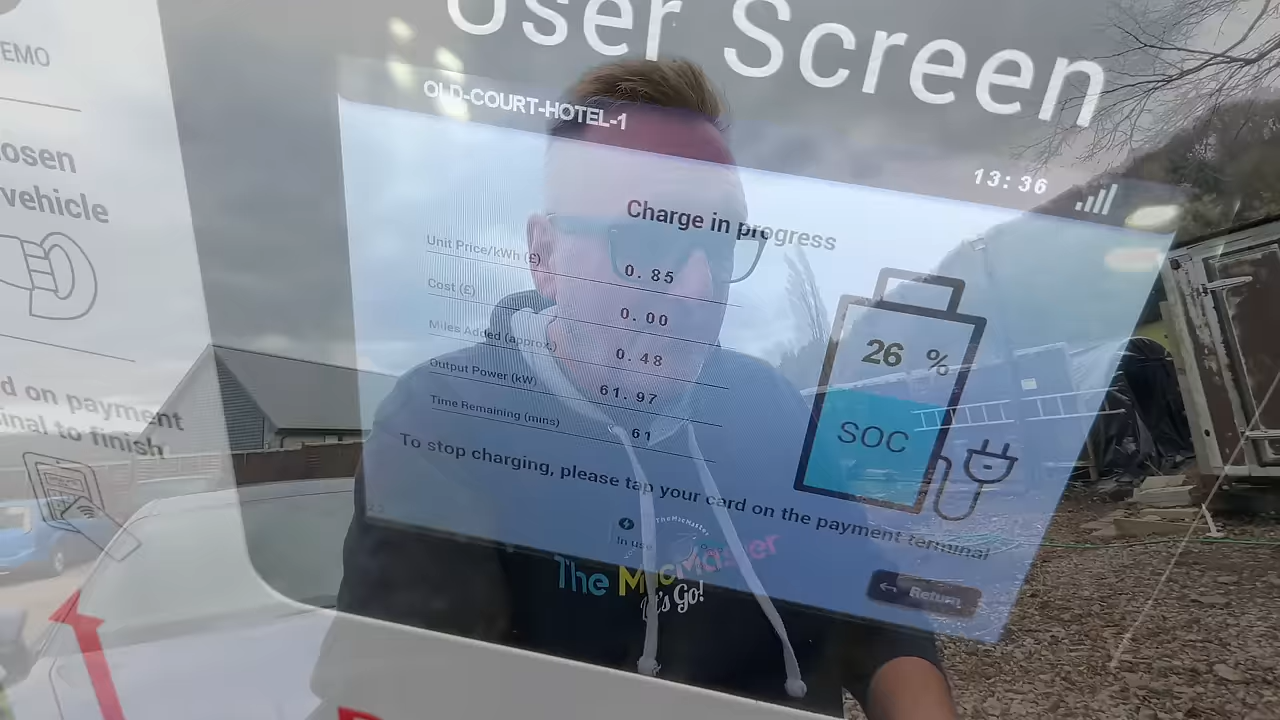 User Screen
EMO
OLD-COURT-HOTEL-1
13:36
osen
vehicle
Charge in progress
Unit Price/kWh (£) 0.85
Cost (£) 0.00
Miles Added (approx.) 0.48
Output Power (kW) 61.97
Time Remaining (mins) 61
26 %
SOC
To stop charging, please tap your card on the payment terminal
d on payment
inal to finish
In use
TheMicMaster
The MicMaster
Let's Go!
Return